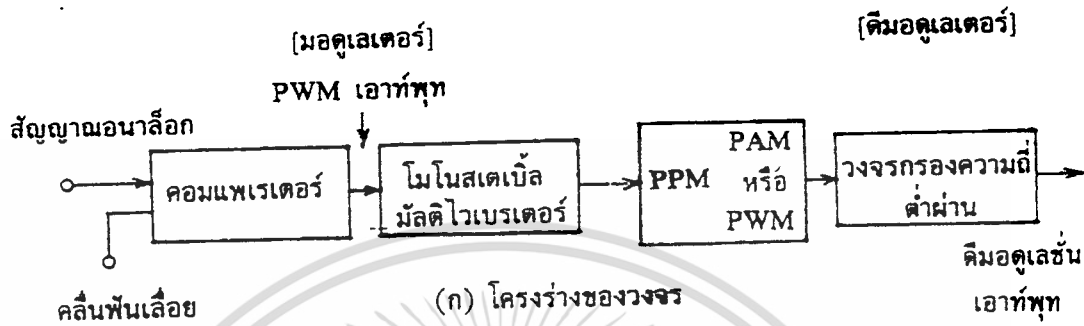 [มอดูเลเตอร์]
[ดีมอดูเลเตอร์]
PWM เอาท์พุท
สัญญาณอนาล็อก
คอมแพเรเตอร์
โมโนสเตเบิ้ล
มัลติไวเบรเตอร์
PPM
PAM
หรือ
PWM
วงจรกรองความถี่
ต่ำผ่าน
คลื่นฟันเลื่อย
(ก) โครงร่างของวงจร
ดีมอดูเลชั่น
เอาท์พุท